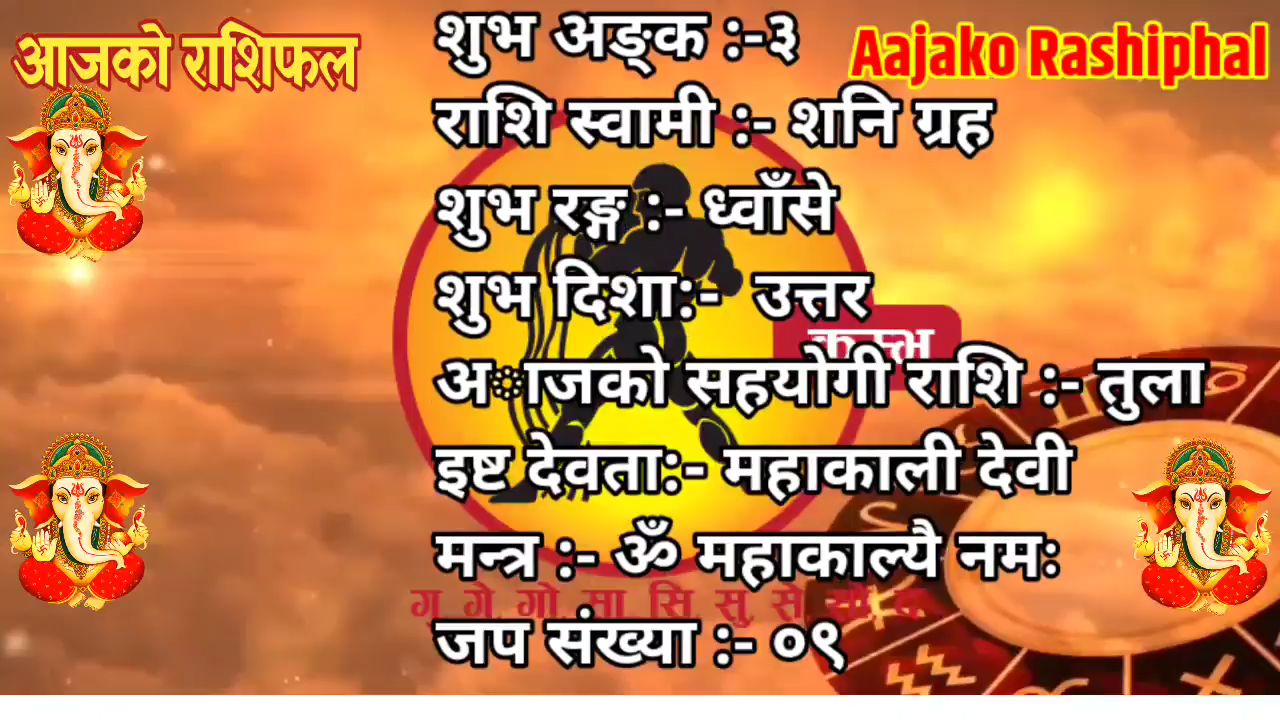 आजको राशिफल
Aajako Rashiphal
शुभ अङ्क :-३
राशि स्वामी :- शनि ग्रह
शुभ रङ्ग :- ध्वाँसे
शुभ दिशा:- उत्तर
कुम्भ
अ◌ाजको सहयोगी राशि :- तुला
इष्ट देवता:- महाकाली देवी
मन्त्र :- ॐ महाकाल्यै नमः
गु गे गो सा सि सु से सो द
जप संख्या :- ०९